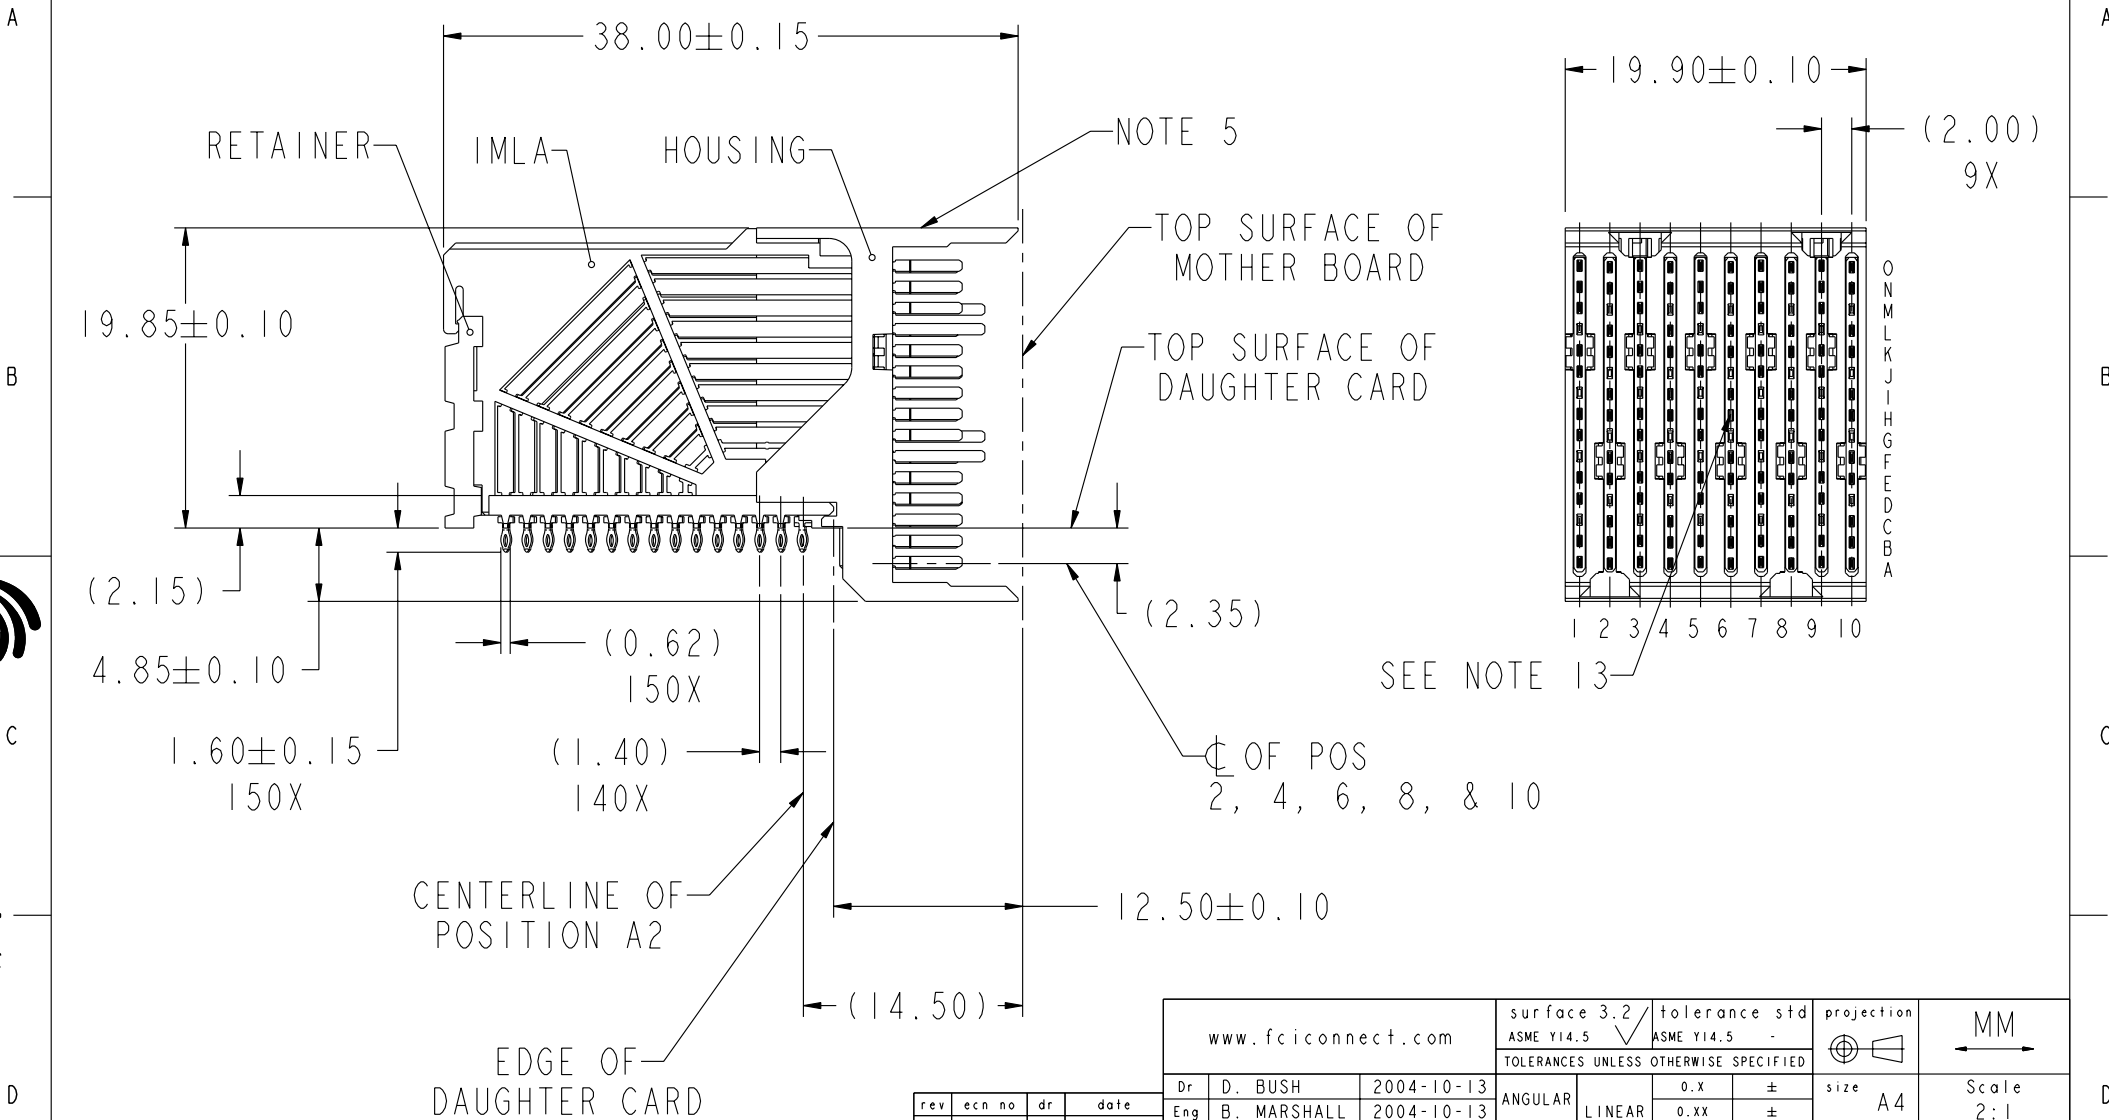 A
A
38.00±0.15
19.90±0.10
(2.00)
9X
RETAINER
IMLA
HOUSING
NOTE 5
TOP SURFACE OF
MOTHER BOARD
19.85±0.10
TOP SURFACE OF
DAUGHTER CARD
B
B
O
N
M
L
K
J
I
H
G
F
E
D
C
B
A
(2.15)
(2.35)
1 2 3 4 5 6 7 8 9 10
4.85±0.10
(0.62)
150X
SEE NOTE 13
C
C
1.60±0.15
150X
(1.40)
140X
℄ OF POS
2, 4, 6, 8, & 10
CENTERLINE OF
POSITION A2
12.50±0.10
(14.50)
EDGE OF
DAUGHTER CARD
D
D
www.fciconnect.com
surface 3.2
ASME Y14.5
tolerance std
ASME Y14.5 -
projection
MM
TOLERANCES UNLESS OTHERWISE SPECIFIED
Dr D. BUSH 2004-10-13
Eng B. MARSHALL 2004-10-13
ANGULAR
LINEAR
0.X ±
0.XX ±
size A4
Scale
2:1
rev ecn no dr date